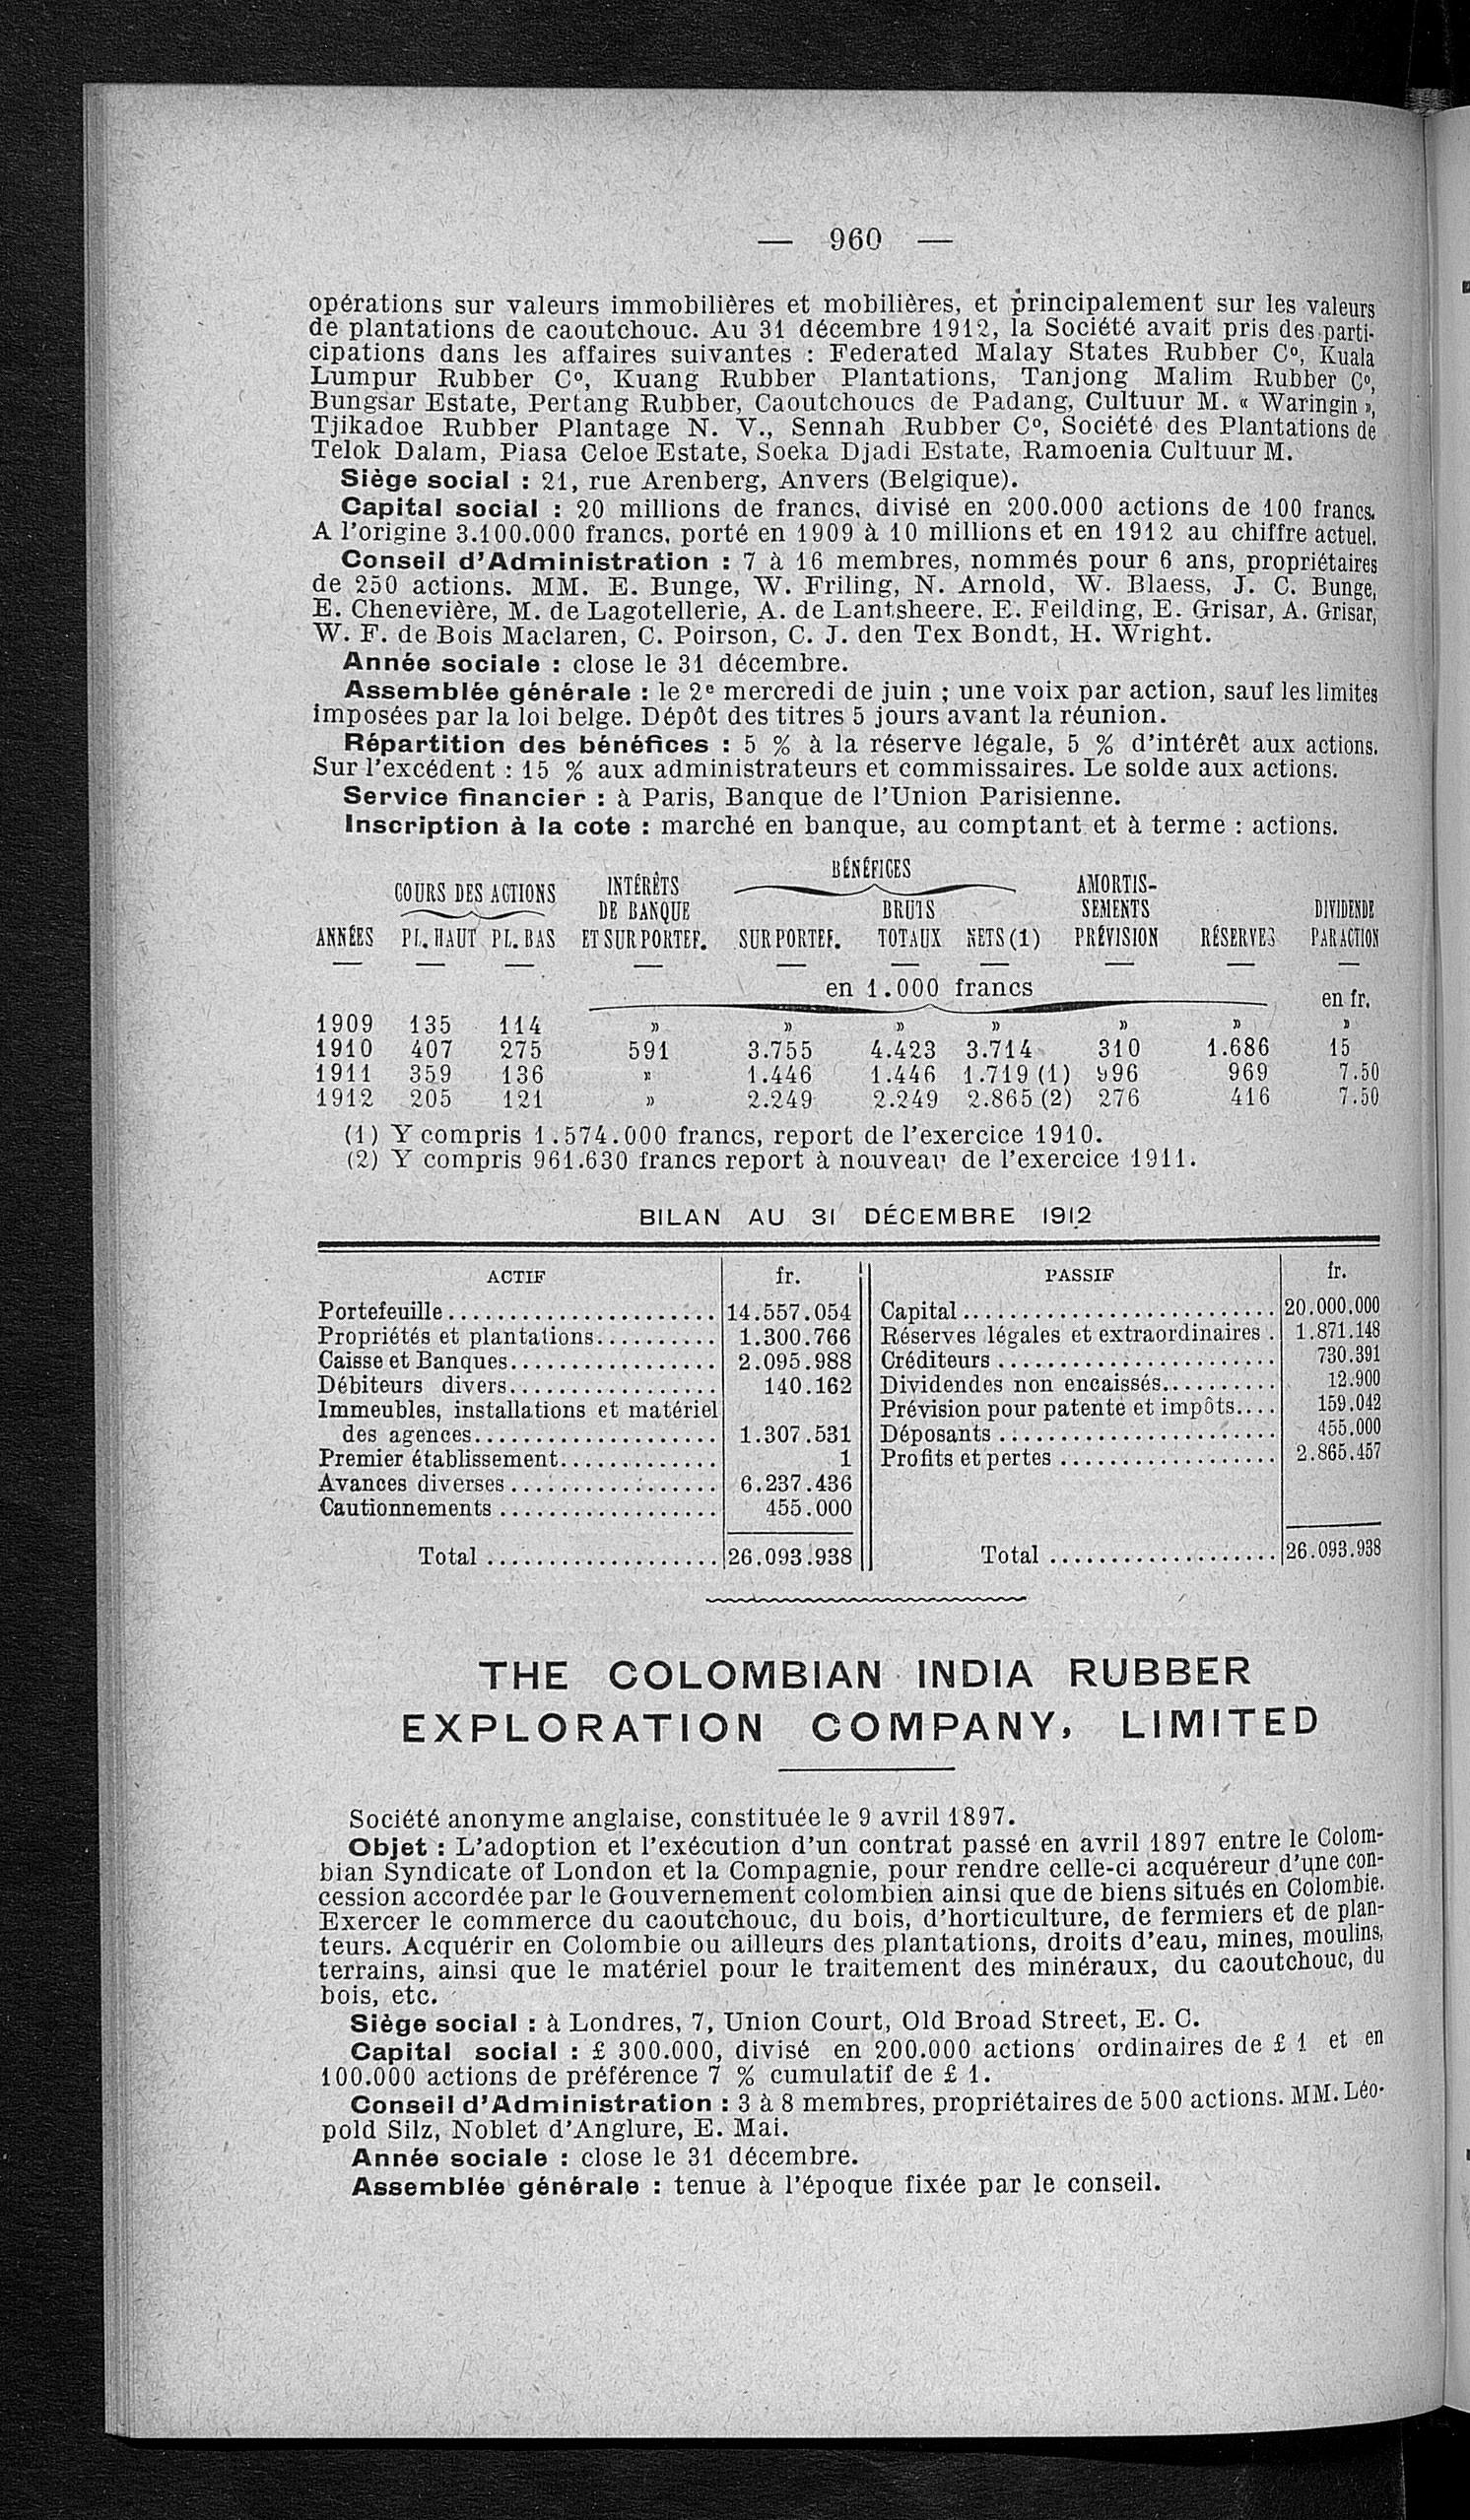 — 960 —
opérations sur valeurs immobilières et mobilières, et principalement sur les valeurs
de plantations de caoutchouc. Au 31 décembre 1912, la Société avait pris des parti-
cipations dans les affaires suivantes : Federated Malay States Rubber Cº, Kuala
Lumpur Rubber Cº, Kuang Rubber Plantations, Tanjong Malim Rubber Cº,
Bungsar Estate, Pertang Rubber, Caoutchoucs de Padang, Cultuur M. « Waringin »,
Tjikadoe Rubber Plantage N. V., Sennah Rubber Cº, Société des Plantations de
Telok Dalam, Piasa Celoe Estate, Soeka Djadi Estate, Ramoenia Cultuur M.
Siège social : 21, rue Arenberg, Anvers (Belgique).
Capital social : 20 millions de francs, divisé en 200.000 actions de 100 francs.
A l'origine 3.100.000 francs, porté en 1909 à 10 millions et en 1912 au chiffre actuel.
Conseil d'Administration : 7 à 16 membres, nommés pour 6 ans, propriétaires
de 250 actions. MM. E. Bunge, W. Friling, N. Arnold, W. Blaess, J. C. Bunge,
E. Chenevière, M. de Lagotellerie, A. de Lantsheere. E. Feilding, E. Grisar, A. Grisar,
W. F. de Bois Maclaren, C. Poirson, C. J. den Tex Bondt, H. Wright.
Année sociale : close le 31 décembre.
Assemblée générale : le 2e mercredi de juin ; une voix par action, sauf les limites
imposées par la loi belge. Dépôt des titres 5 jours avant la réunion.
Répartition des bénéfices : 5 % à la réserve légale, 5 % d'intérêt aux actions.
Sur l'excédent : 15 % aux administrateurs et commissaires. Le solde aux actions.
Service financier : à Paris, Banque de l'Union Parisienne.
Inscription à la cote : marché en banque, au comptant et à terme : actions.
BÉNÉFICES
COURS DES ACTIONS INTÉRÊTS AMORTIS-
DE BANQUE BRUTS SEMENTS DIVIDENDE
ANNÉES PL. HAUT PL. BAS ET SUR PORTEF. SUR PORTEF. TOTAUX NETS (1) PRÉVISION RÉSERVES PAR ACTION
en 1.000 francs en fr.
1909 135 114 » » » » » » »
1910 407 275 591 3.755 4.423 3.714 310 1.686 15
1911 359 136 » 1.446 1.446 1.719 (1) 996 969 7.50
1912 205 121 » 2.249 2.249 2.865 (2) 276 416 7.50
(1) Y compris 1.574.000 francs, report de l'exercice 1910.
(2) Y compris 961.630 francs report à nouveau de l'exercice 1911.
BILAN AU 31 DÉCEMBRE 1912
ACTIF fr. PASSIF fr.
Portefeuille...................... 14.557.054 Capital.......................... 20.000.000
Propriétés et plantations.......... 1.300.766 Réserves légales et extraordinaires . 1.871.148
Caisse et Banques................. 2.095.988 Créditeurs ....................... 730.391
Débiteurs divers................. 140.162 Dividendes non encaissés.......... 12.900
Immeubles, installations et matériel Prévision pour patente et impôts.... 159.042
des agences.................... 1.307.531 Déposants ....................... 455.000
Premier établissement............. 1 Profits et pertes .................. 2.865.457
Avances diverses ................. 6.237.436
Cautionnements .................. 455.000
Total ................... 26.093.938 Total ................... 26.093.938
THE COLOMBIAN INDIA RUBBER
EXPLORATION COMPANY, LIMITED
Société anonyme anglaise, constituée le 9 avril 1897.
Objet : L'adoption et l'exécution d'un contrat passé en avril 1897 entre le Colom-
bian Syndicate of London et la Compagnie, pour rendre celle-ci acquéreur d'une con-
cession accordée par le Gouvernement colombien ainsi que de biens situés en Colombie.
Exercer le commerce du caoutchouc, du bois, d'horticulture, de fermiers et de plan-
teurs. Acquérir en Colombie ou ailleurs des plantations, droits d'eau, mines, moulins,
terrains, ainsi que le matériel pour le traitement des minéraux, du caoutchouc, du
bois, etc.
Siège social : à Londres, 7, Union Court, Old Broad Street, E. C.
Capital social : £ 300.000, divisé en 200.000 actions ordinaires de £ 1 et en
100.000 actions de préférence 7 % cumulatif de £ 1.
Conseil d'Administration : 3 à 8 membres, propriétaires de 500 actions. MM. Léo-
pold Silz, Noblet d'Anglure, E. Mai.
Année sociale : close le 31 décembre.
Assemblée générale : tenue à l'époque fixée par le conseil.